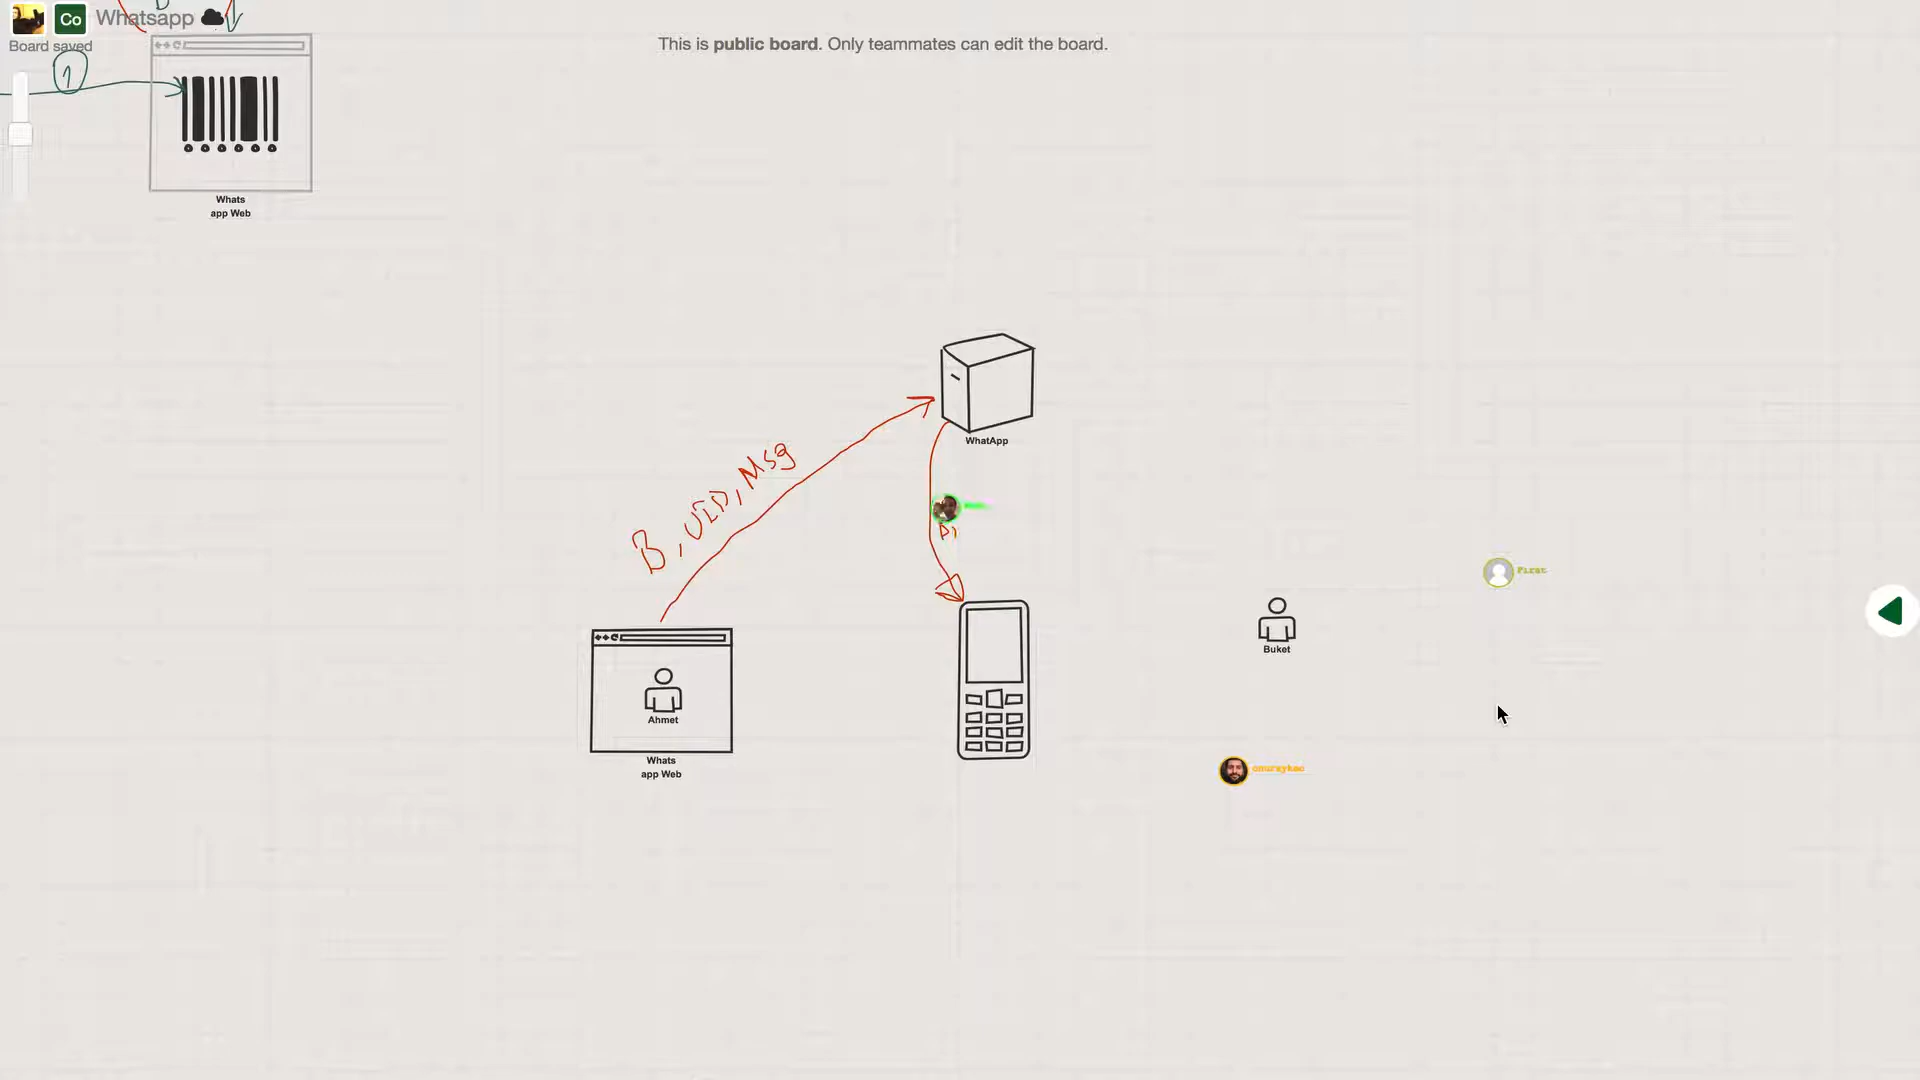 Co Whatsapp
Board saved
This is public board. Only teammates can edit the board.
1
Whats
app Web
WhatApp
B, UID, Msg
First
Buket
Ahmet
Whats
app Web